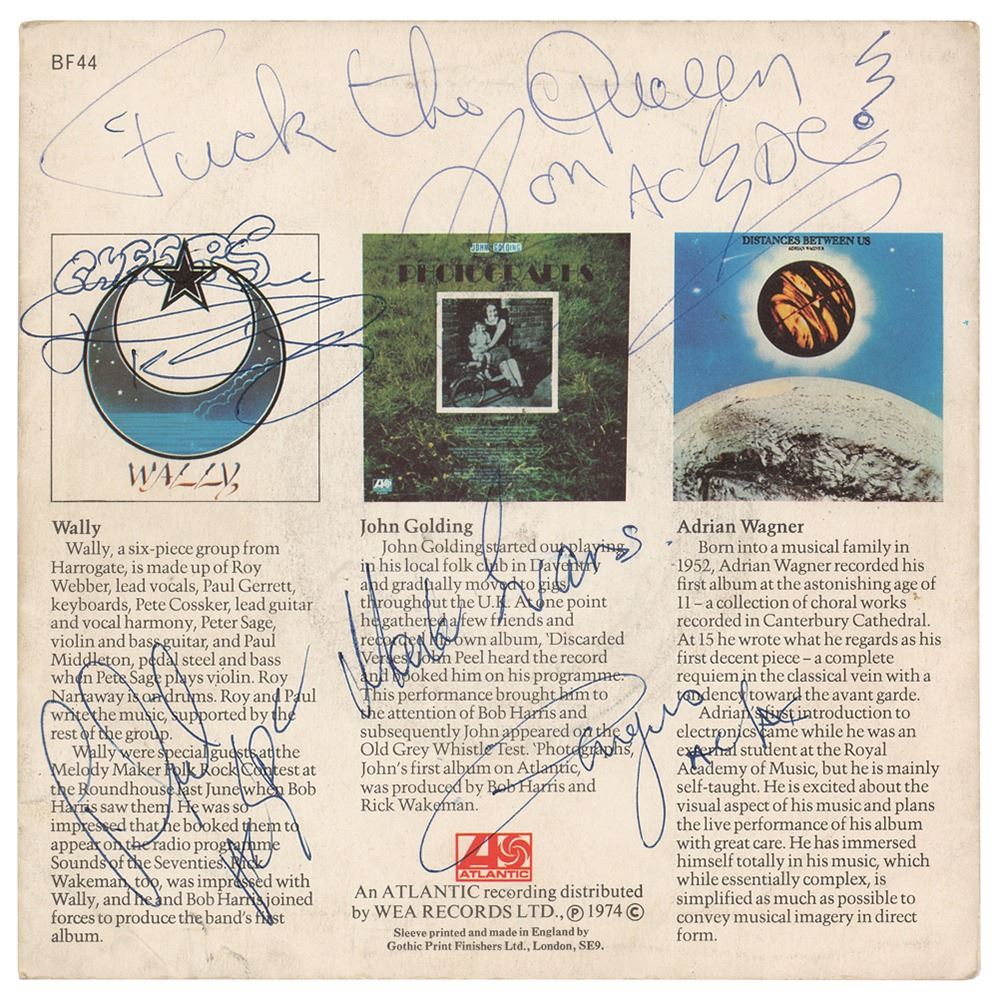 BF44
Fuck the Queen
Jon AC DC
CHEERS
WALLY,
JOHN GOLDING
PHOTOGRAPHS
DISTANCES BETWEEN US
ADRIAN WAGNER
Wally
Wally, a six-piece group from
Harrogate, is made up of Roy
Webber, lead vocals, Paul Gerrett,
keyboards, Pete Cossker, lead guitar
and vocal harmony, Peter Sage,
violin and bass guitar, and Paul
Middleton, pedal steel and bass
when Pete Sage plays violin. Roy
Narraway is on drums. Roy and Paul
write the music, supported by the
rest of the group.
Wally were special guests at the
Melody Maker Folk Rock Contest at
the Roundhouse last June when Bob
Harris saw them. He was so
impressed that he booked them to
appear on the radio programme
Sounds of the Seventies. Rick
Wakeman, too, was impressed with
Wally, and he and Bob Harris joined
forces to produce the band's first
album.
Phil
AC/DC
John Golding
John Golding started out playing
in his local folk club in Daventry
and gradually moved to gigs
throughout the U.K. At one point
he gathered a few friends and
recorded his own album, 'Discarded
Verses'. John Peel heard the record
and booked him on his programme.
This performance brought him to
the attention of Bob Harris and
subsequently John appeared on the
Old Grey Whistle Test. 'Photographs,'
John's first album on Atlantic,
was produced by Bob Harris and
Rick Wakeman.
Mark Evans
Angus AC/DC
Adrian Wagner
Born into a musical family in
1952, Adrian Wagner recorded his
first album at the astonishing age of
11 – a collection of choral works
recorded in Canterbury Cathedral.
At 15 he wrote what he regards as his
first decent piece – a complete
requiem in the classical vein with a
tendency toward the avant garde.
Adrian's first introduction to
electronics came while he was an
external student at the Royal
Academy of Music, but he is mainly
self-taught. He is excited about the
visual aspect of his music and plans
the live performance of his album
with great care. He has immersed
himself totally in his music, which
while essentially complex, is
simplified as much as possible to
convey musical imagery in direct
form.
ATLANTIC
An ATLANTIC recording distributed
by WEA RECORDS LTD., Ⓟ 1974 ©
Sleeve printed and made in England by
Gothic Print Finishers Ltd., London, SE9.